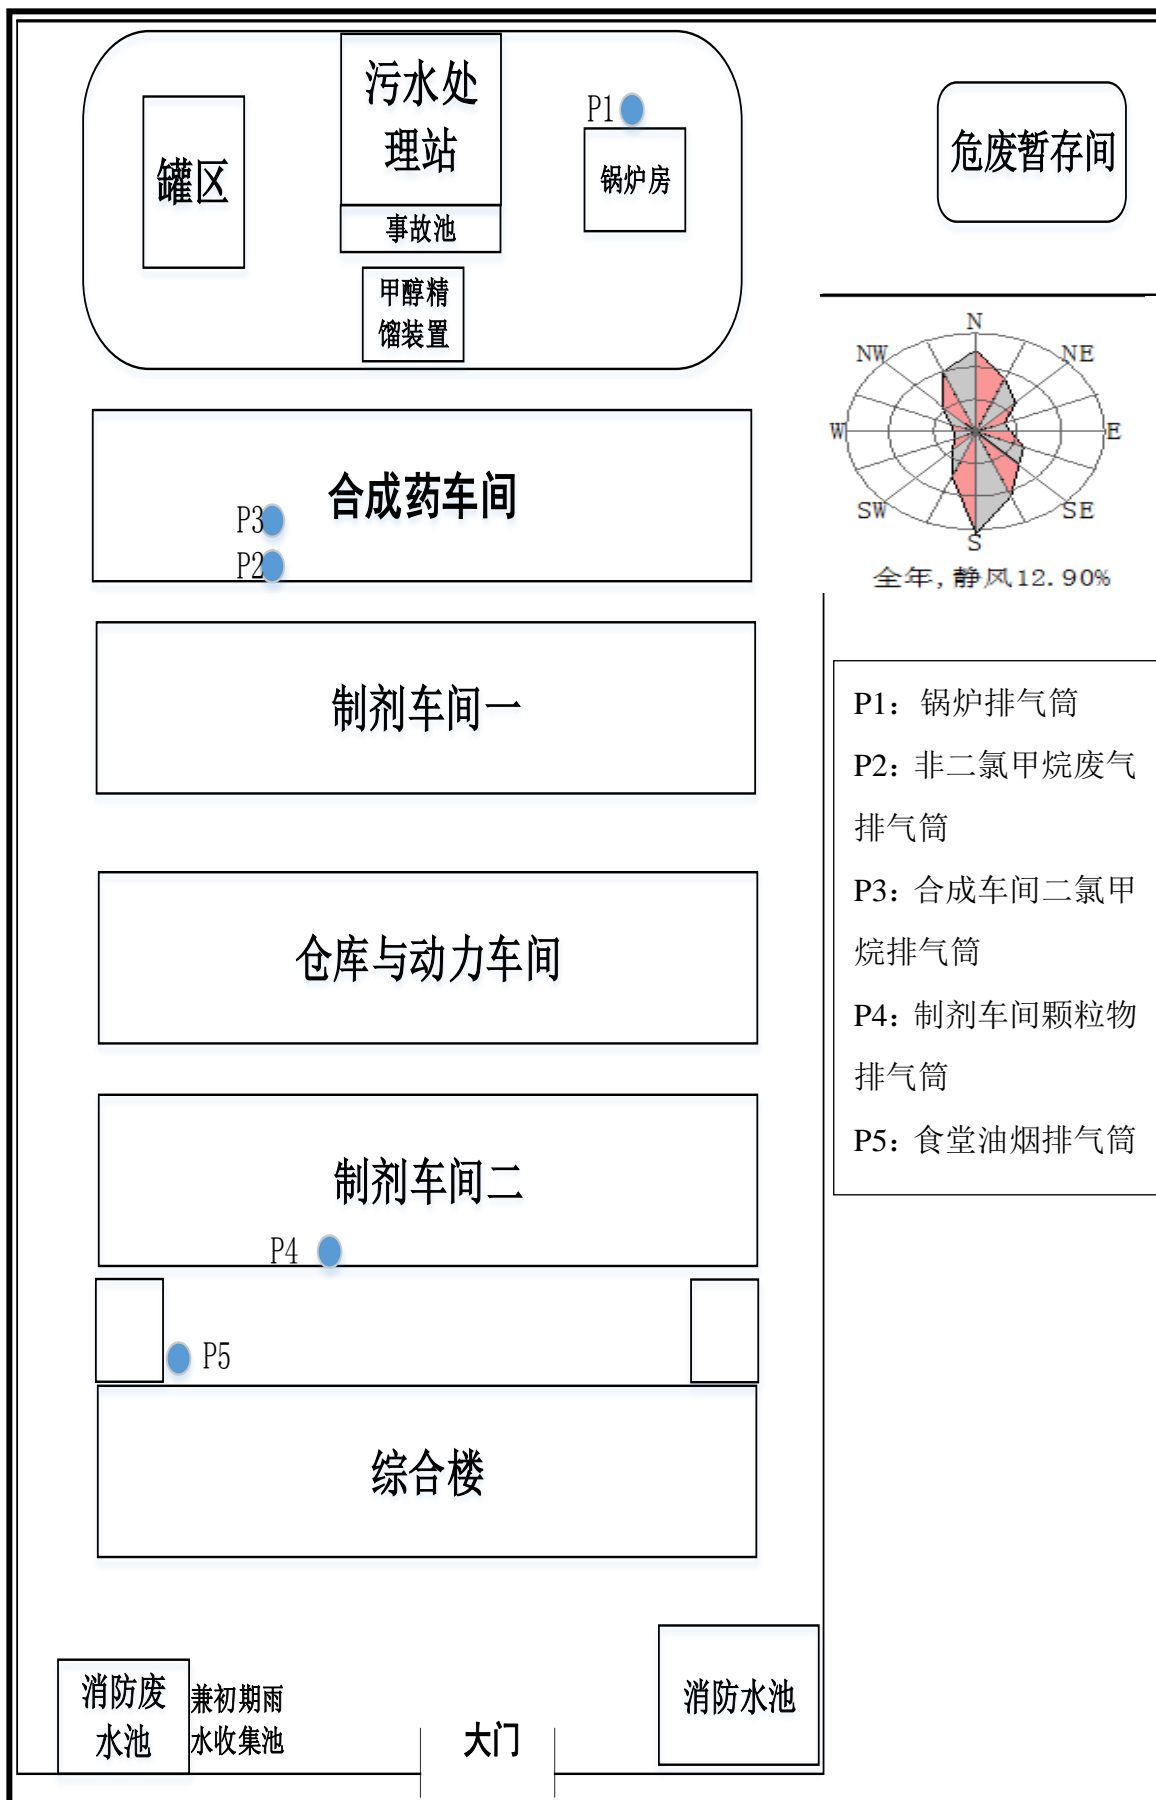 污水处
理站
P1
罐区
锅炉房
危废暂存间
事故池
甲醇精
馏装置
N
NW
NE
W
E
SW
SE
S
全年,静风12.90%
合成药车间
P3
P2
制剂车间一
P1：锅炉排气筒
P2：非二氯甲烷废气
排气筒
P3：合成车间二氯甲
烷排气筒
P4：制剂车间颗粒物
排气筒
P5：食堂油烟排气筒
仓库与动力车间
制剂车间二
P4
P5
综合楼
消防废
水池
兼初期雨
水收集池
大门
消防水池